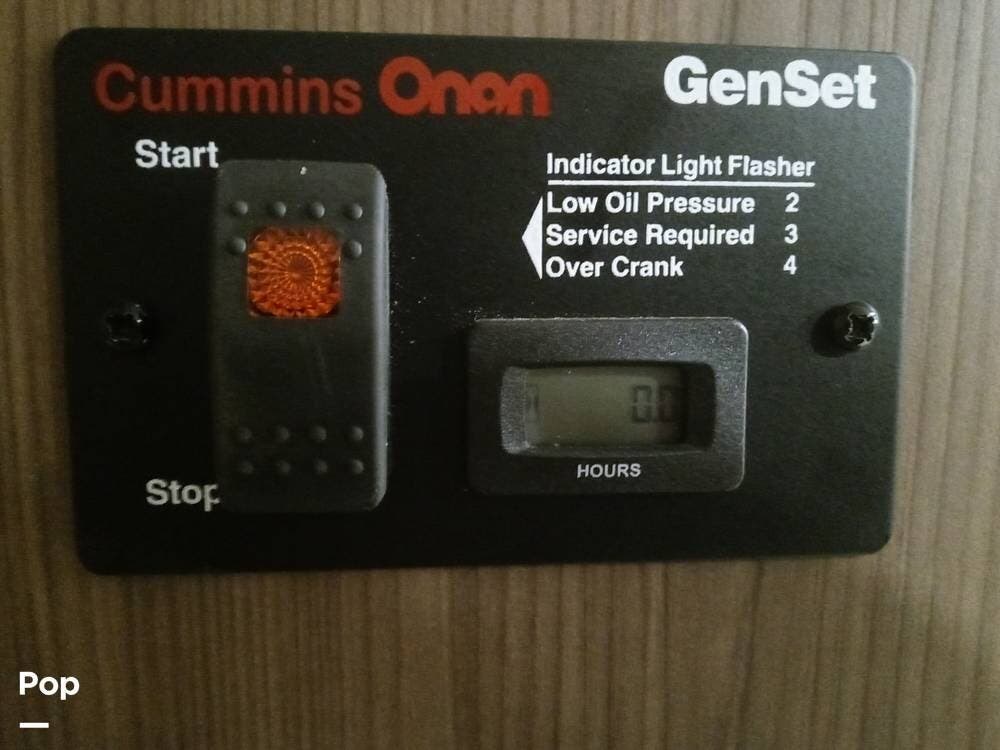 Cummins Onan GenSet
Start
Indicator Light Flasher
Low Oil Pressure 2
Service Required 3
Over Crank 4
0.0
HOURS
Stop
Pop